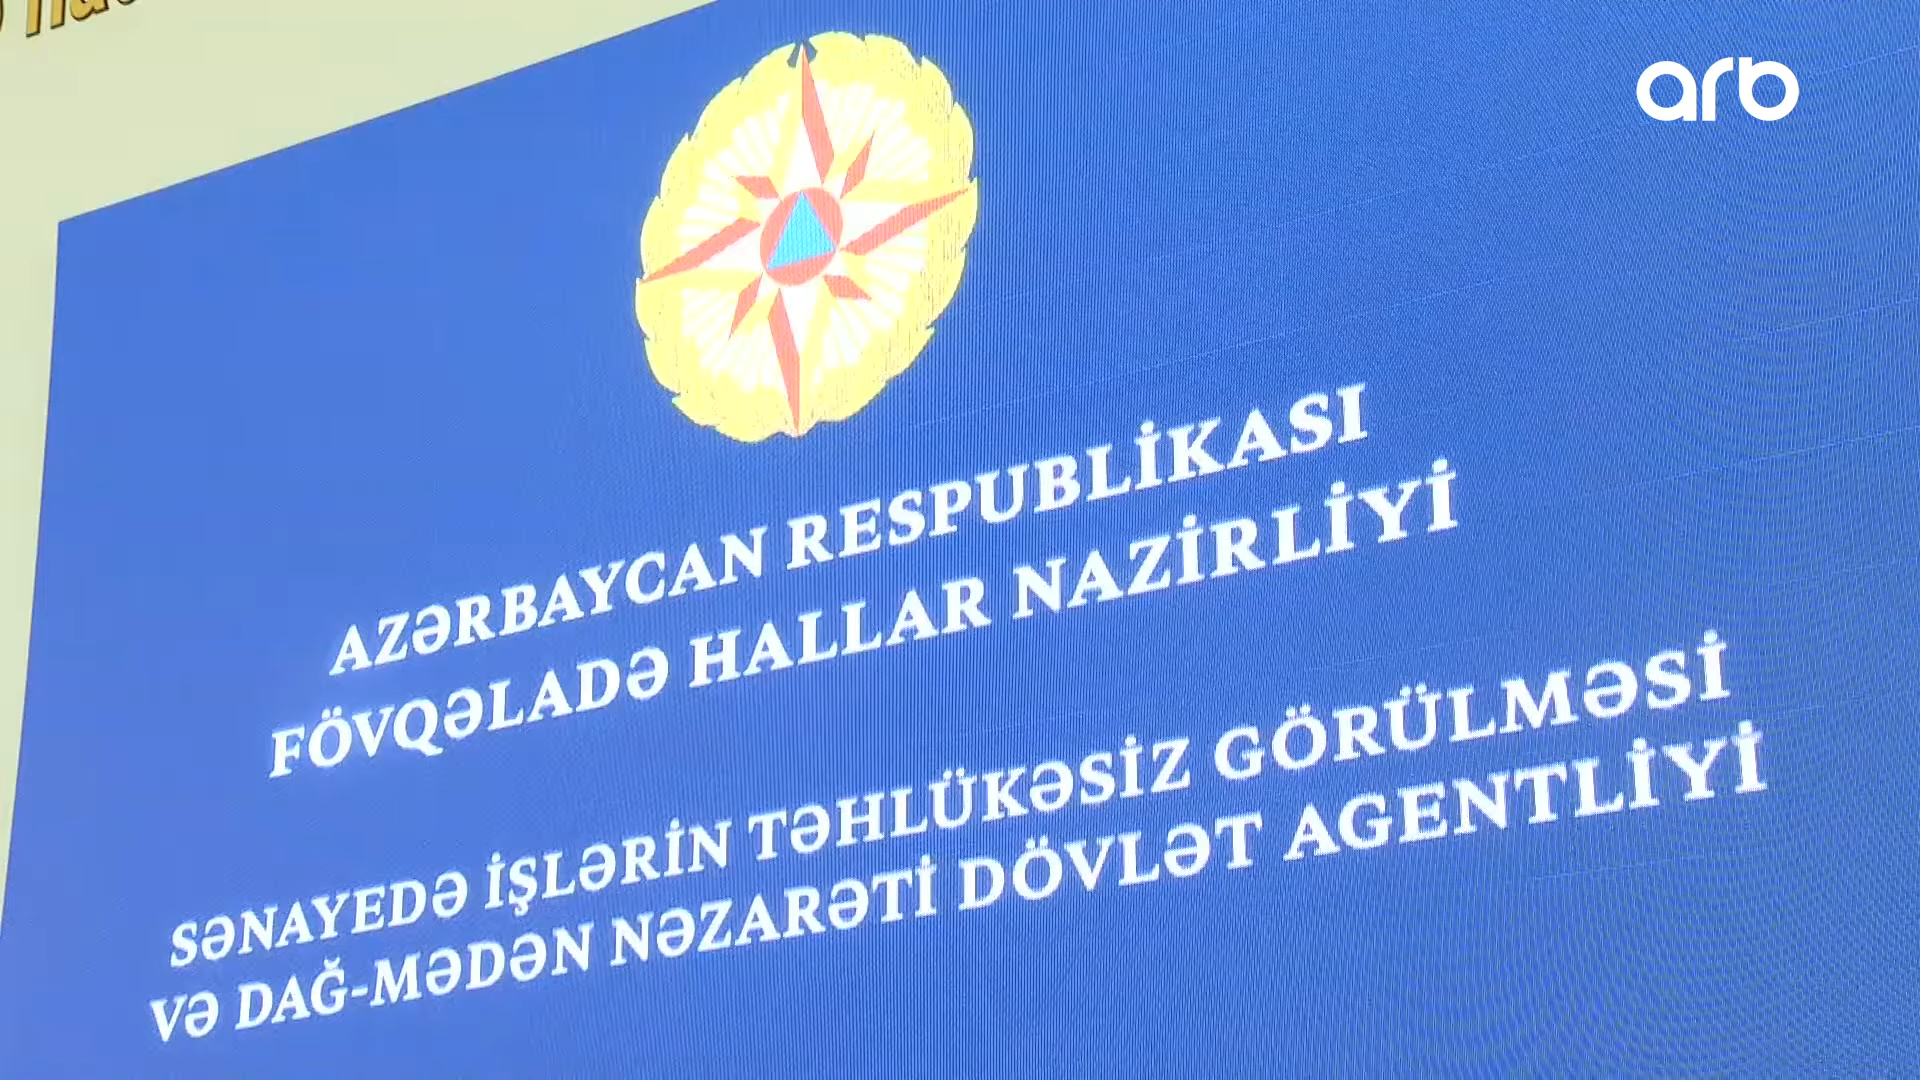 arb
AZƏRBAYCAN RESPUBLİKASI
FÖVQƏLADƏ HALLAR NAZİRLİYİ
SƏNAYEDƏ İŞLƏRİN TƏHLÜKƏSİZ GÖRÜLMƏSİ
VƏ DAĞ-MƏDƏN NƏZARƏTİ DÖVLƏT AGENTLİYİ